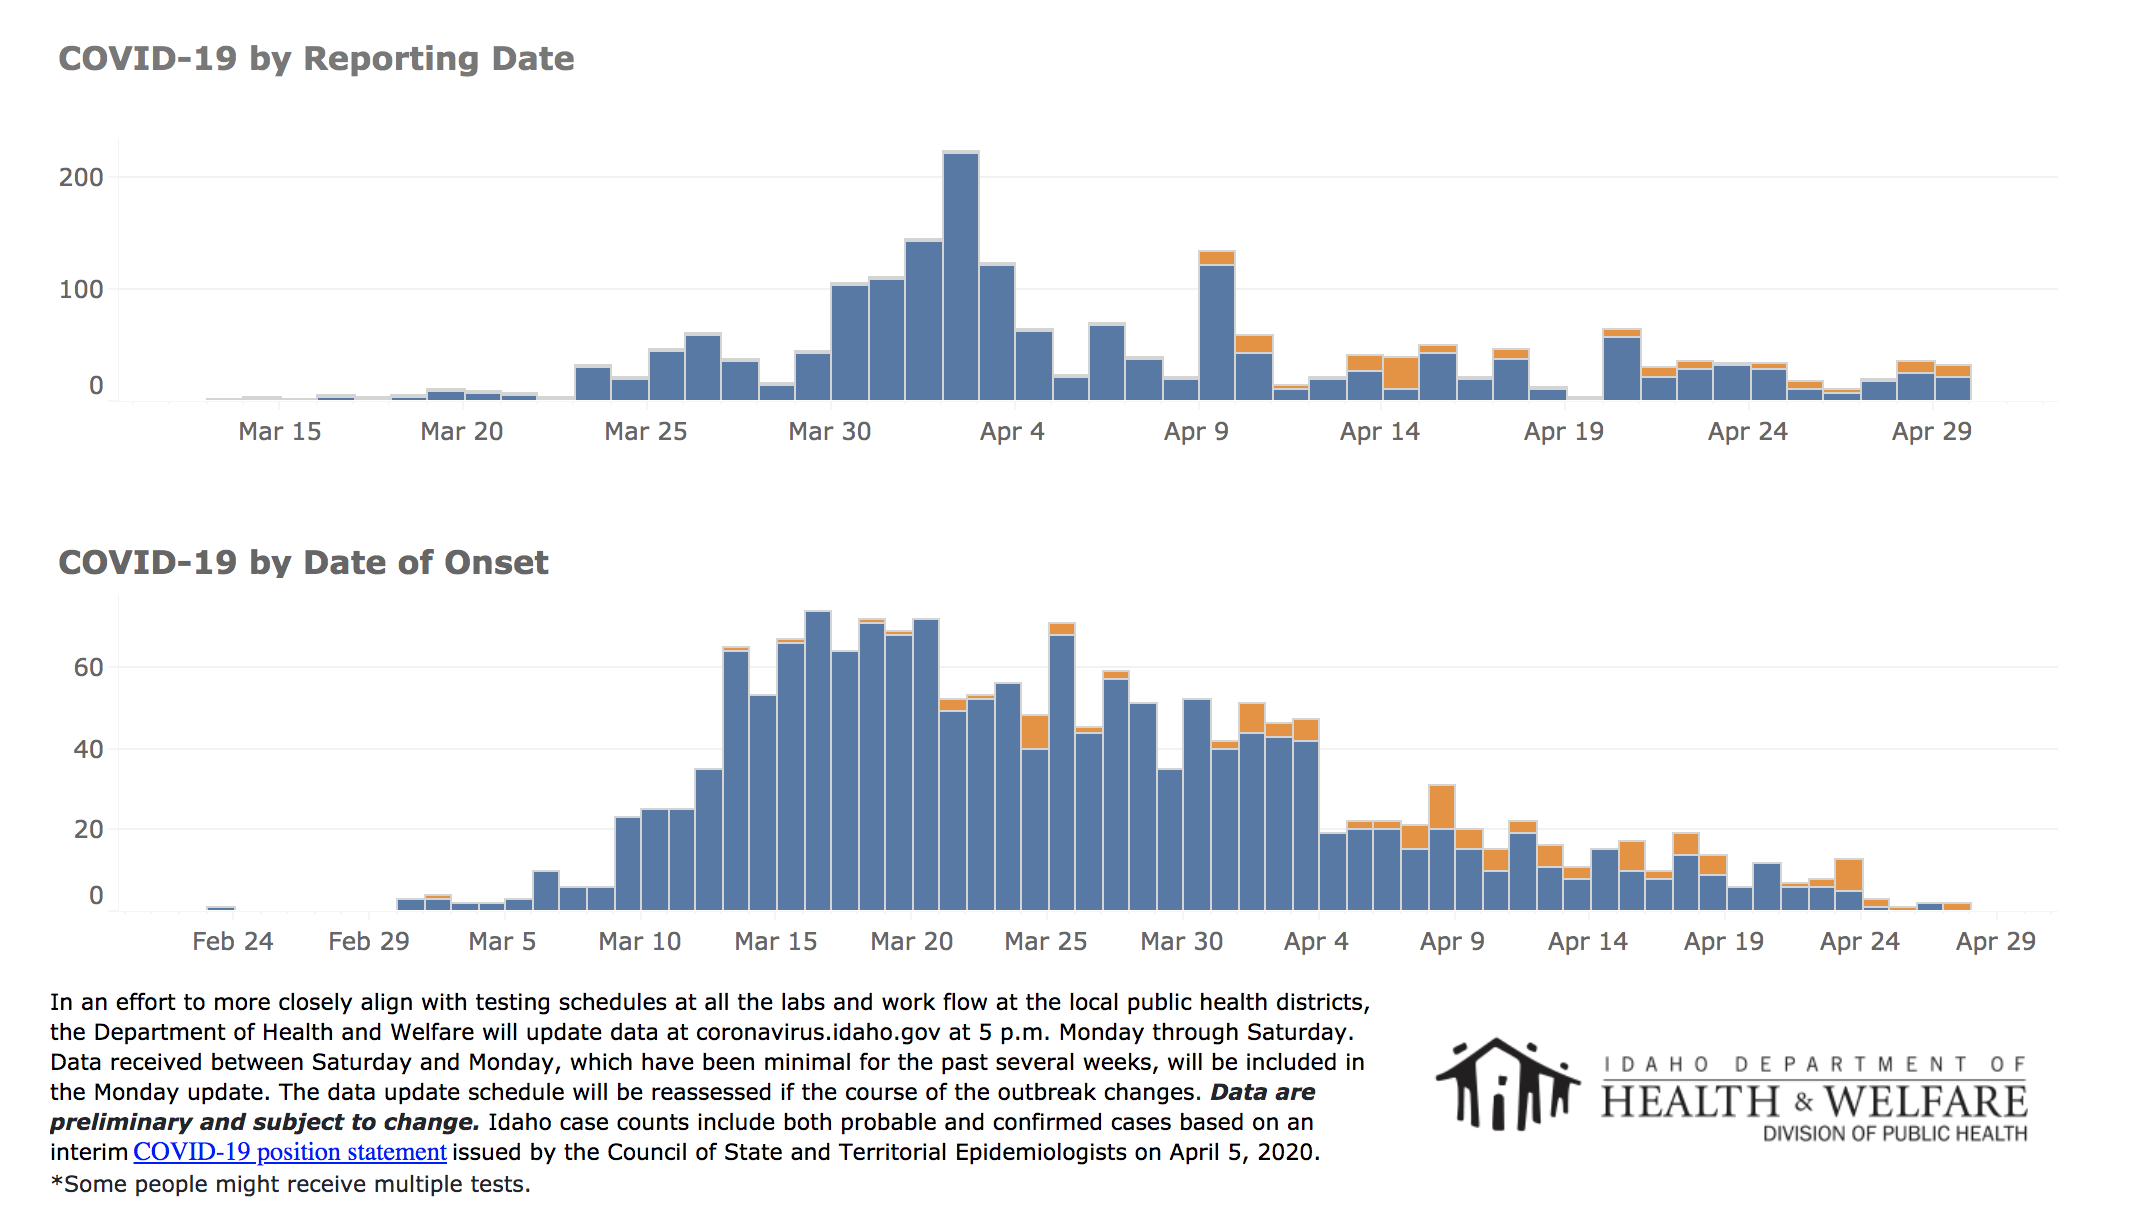 COVID-19 by Reporting Date
200
100
0
Mar 15 Mar 20 Mar 25 Mar 30 Apr 4 Apr 9 Apr 14 Apr 19 Apr 24 Apr 29
COVID-19 by Date of Onset
60
40
20
0
Feb 24 Feb 29 Mar 5 Mar 10 Mar 15 Mar 20 Mar 25 Mar 30 Apr 4 Apr 9 Apr 14 Apr 19 Apr 24 Apr 29
In an effort to more closely align with testing schedules at all the labs and work flow at the local public health districts,
the Department of Health and Welfare will update data at coronavirus.idaho.gov at 5 p.m. Monday through Saturday.
Data received between Saturday and Monday, which have been minimal for the past several weeks, will be included in
the Monday update. The data update schedule will be reassessed if the course of the outbreak changes. Data are
preliminary and subject to change. Idaho case counts include both probable and confirmed cases based on an
interim COVID-19 position statement issued by the Council of State and Territorial Epidemiologists on April 5, 2020.
*Some people might receive multiple tests.
IDAHO DEPARTMENT OF
HEALTH & WELFARE
DIVISION OF PUBLIC HEALTH